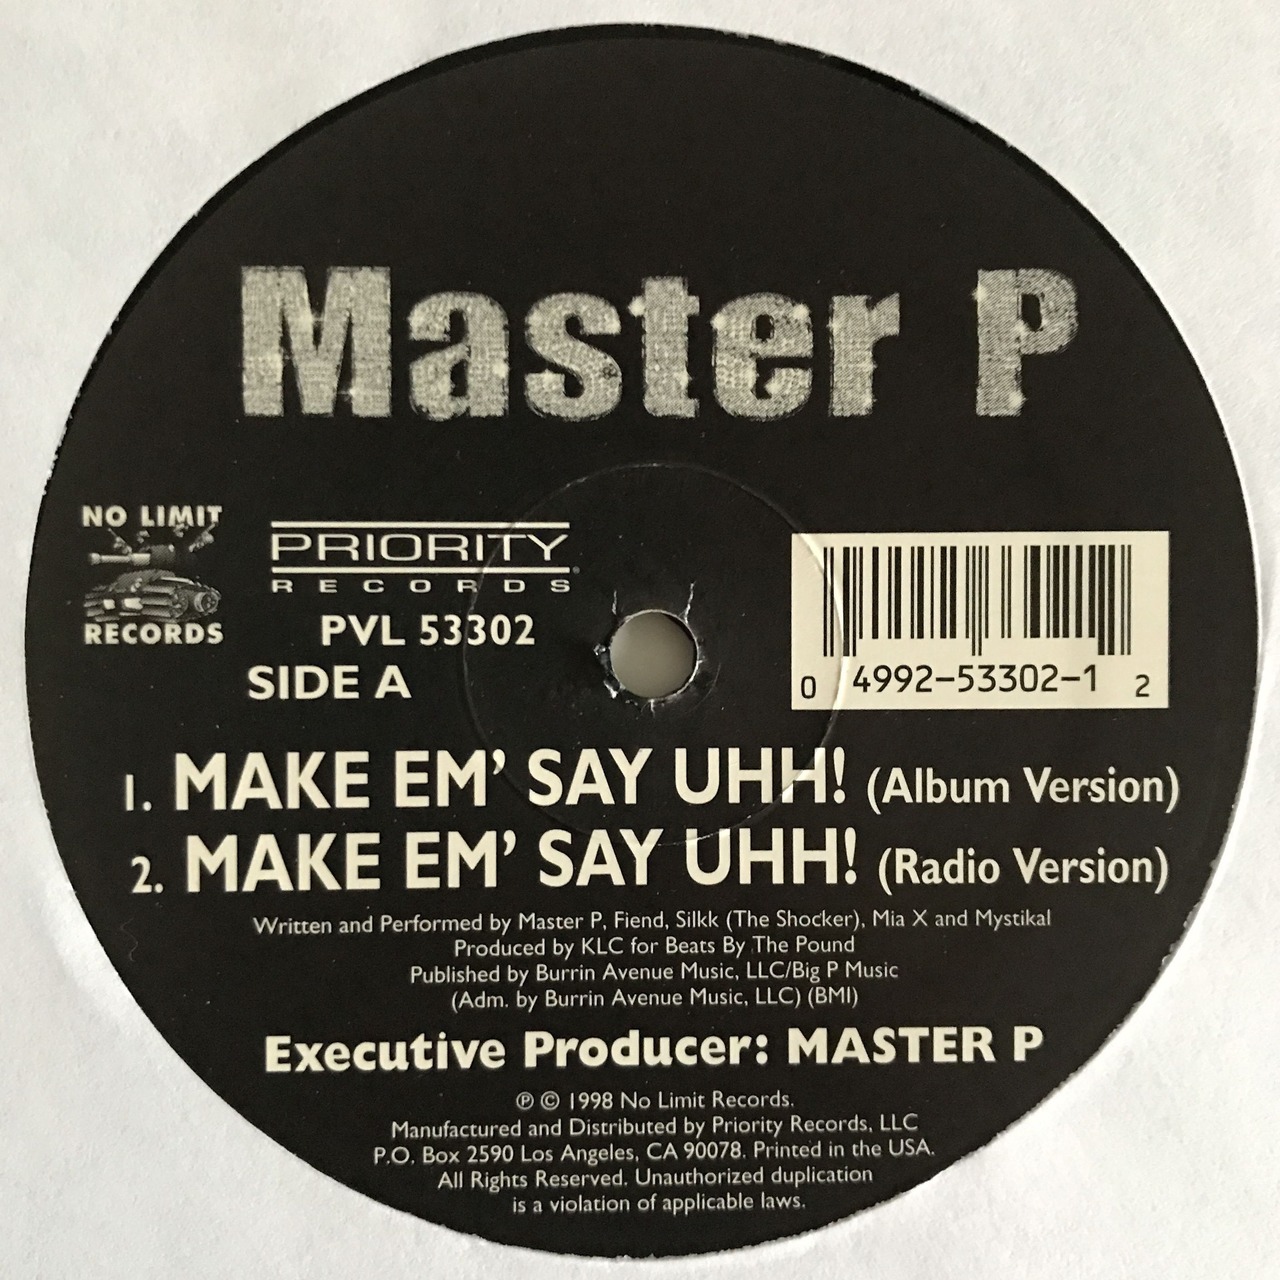 Master P
NO LIMIT
RECORDS
PRIORITY
RECORDS
PVL 53302
SIDE A
0 4992-53302-1 2
1. MAKE EM' SAY UHH! (Album Version)
2. MAKE EM' SAY UHH! (Radio Version)
Written and Performed by Master P, Fiend, Silkk (The Shocker), Mia X and Mystikal
Produced by KLC for Beats By The Pound
Published by Burrin Avenue Music, LLC/Big P Music
(Adm. by Burrin Avenue Music, LLC) (BMI)
Executive Producer: MASTER P
℗ © 1998 No Limit Records.
Manufactured and Distributed by Priority Records, LLC
P.O. Box 2590 Los Angeles, CA 90078. Printed in the USA.
All Rights Reserved. Unauthorized duplication
is a violation of applicable laws.